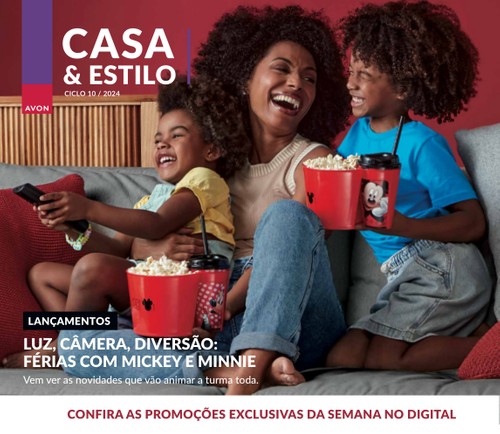 CASA
& ESTILO
CICLO 10 / 2024
AVON
LANÇAMENTOS
LUZ, CÂMERA, DIVERSÃO:
FÉRIAS COM MICKEY E MINNIE
Vem ver as novidades que vão animar a turma toda.
CONFIRA AS PROMOÇÕES EXCLUSIVAS DA SEMANA NO DIGITAL